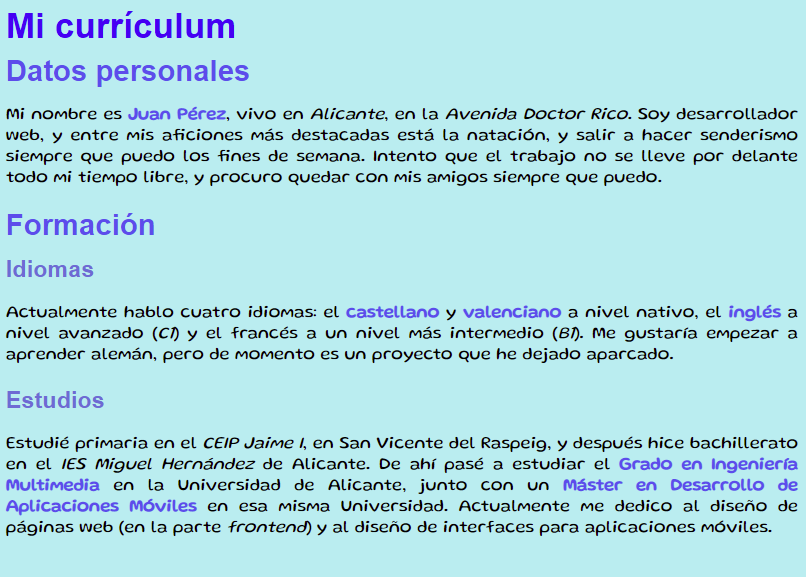 Mi currículum
Datos personales
Mi nombre es Juan Pérez, vivo en Alicante, en la Avenida Doctor Rico. Soy desarrollador
web, y entre mis aficiones más destacadas está la natación, y salir a hacer senderismo
siempre que puedo los fines de semana. Intento que el trabajo no se lleve por delante
todo mi tiempo libre, y procuro quedar con mis amigos siempre que puedo.
Formación
Idiomas
Actualmente hablo cuatro idiomas: el castellano y valenciano a nivel nativo, el inglés a
nivel avanzado (C1) y el francés a un nivel más intermedio (B1). Me gustaría empezar a
aprender alemán, pero de momento es un proyecto que he dejado aparcado.
Estudios
Estudié primaria en el CEIP Jaime I, en San Vicente del Raspeig, y después hice bachillerato
en el IES Miguel Hernández de Alicante. De ahí pasé a estudiar el Grado en Ingeniería
Multimedia en la Universidad de Alicante, junto con un Máster en Desarrollo de
Aplicaciones Móviles en esa misma Universidad. Actualmente me dedico al diseño de
páginas web (en la parte frontend) y al diseño de interfaces para aplicaciones móviles.